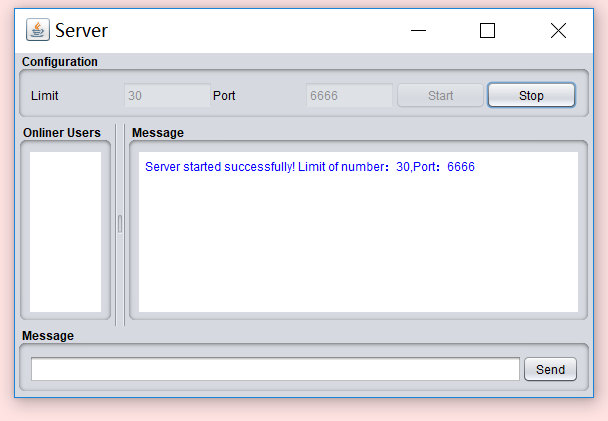 Server
Configuration
Limit 30 Port 6666 Start Stop
Onliner Users Message
Server started successfully! Limit of number：30,Port：6666
Message
Send